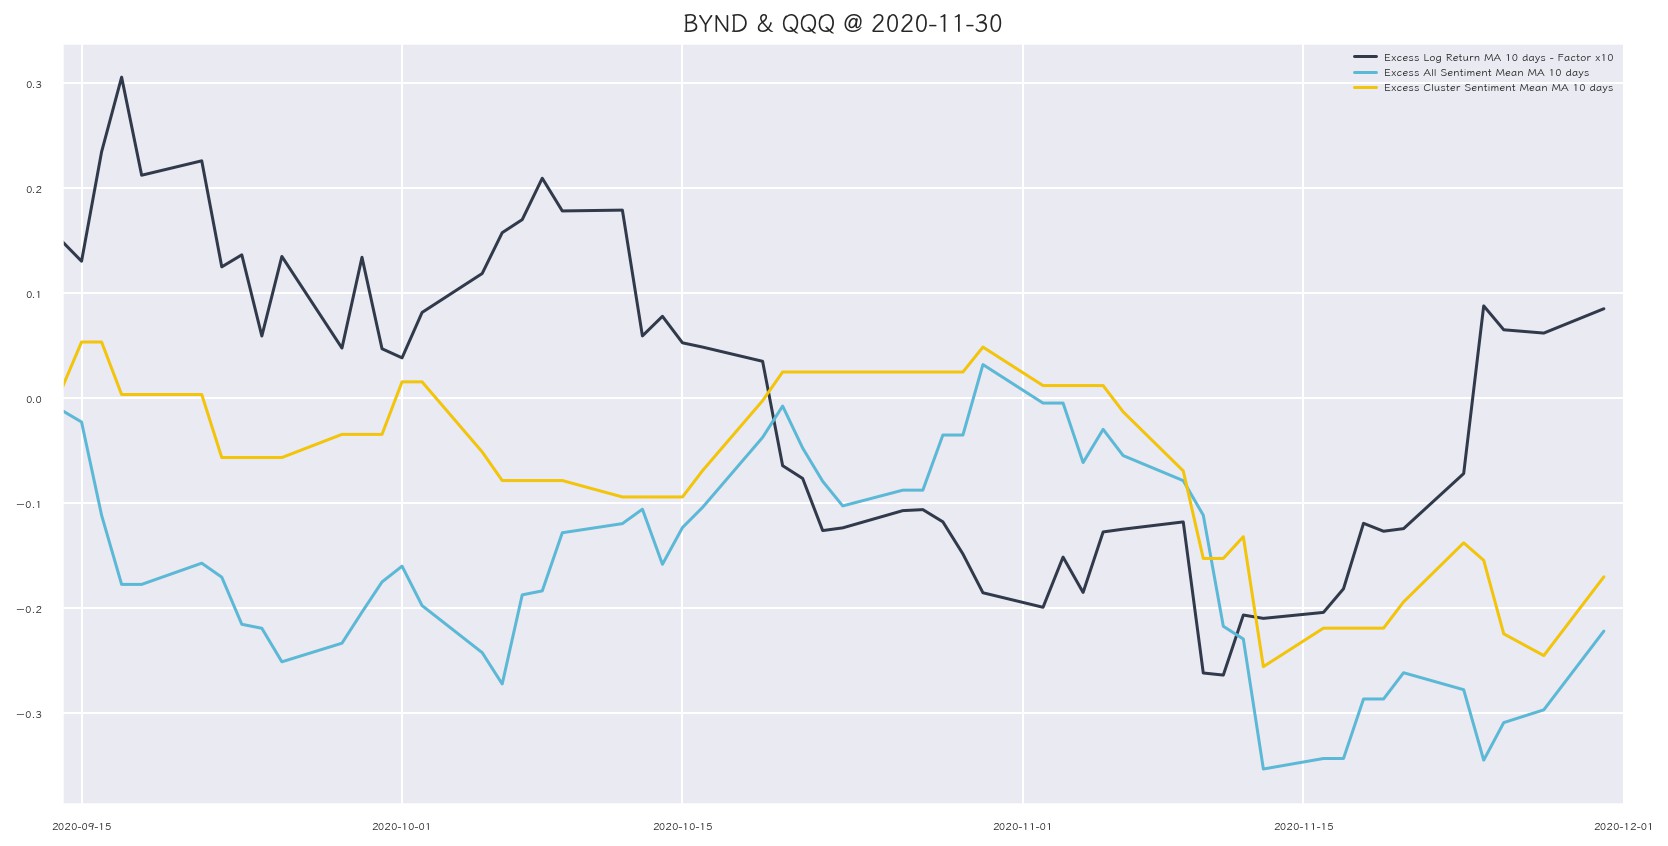 BYND & QQQ @ 2020-11-30
Excess Log Return MA 10 days - Factor x10
Excess All Sentiment Mean MA 10 days
Excess Cluster Sentiment Mean MA 10 days
0.3
0.2
0.1
0.0
−0.1
−0.2
−0.3
2020-09-15 2020-10-01 2020-10-15 2020-11-01 2020-11-15 2020-12-01